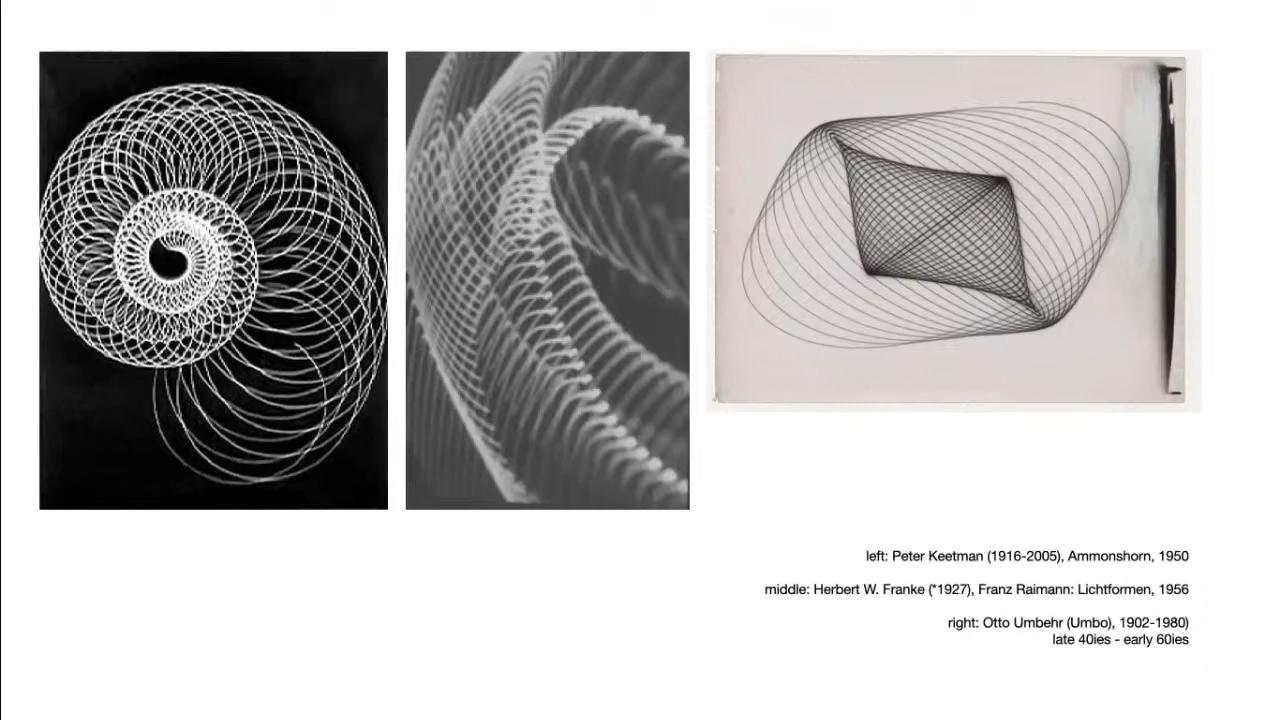 left: Peter Keetman (1916-2005), Ammonshorn, 1950
middle: Herbert W. Franke (*1927), Franz Raimann: Lichtformen, 1956
right: Otto Umbehr (Umbo), 1902-1980)
late 40ies - early 60ies